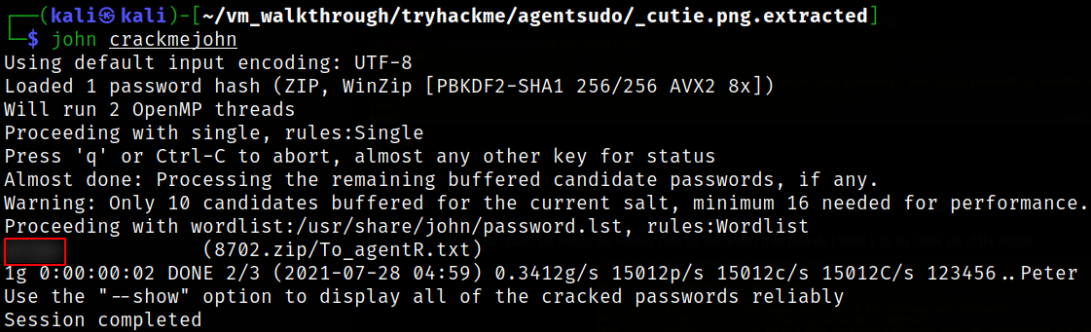 ┌──(kali㉿kali)-[~/vm_walkthrough/tryhackme/agentsudo/_cutie.png.extracted]
└─$ john crackmejohn
Using default input encoding: UTF-8
Loaded 1 password hash (ZIP, WinZip [PBKDF2-SHA1 256/256 AVX2 8x])
Will run 2 OpenMP threads
Proceeding with single, rules:Single
Press 'q' or Ctrl-C to abort, almost any other key for status
Almost done: Processing the remaining buffered candidate passwords, if any.
Warning: Only 10 candidates buffered for the current salt, minimum 16 needed for performance.
Proceeding with wordlist:/usr/share/john/password.lst, rules:Wordlist
(8702.zip/To_agentR.txt)
1g 0:00:00:02 DONE 2/3 (2021-07-28 04:59) 0.3412g/s 15012p/s 15012c/s 15012C/s 123456..Peter
Use the "--show" option to display all of the cracked passwords reliably
Session completed